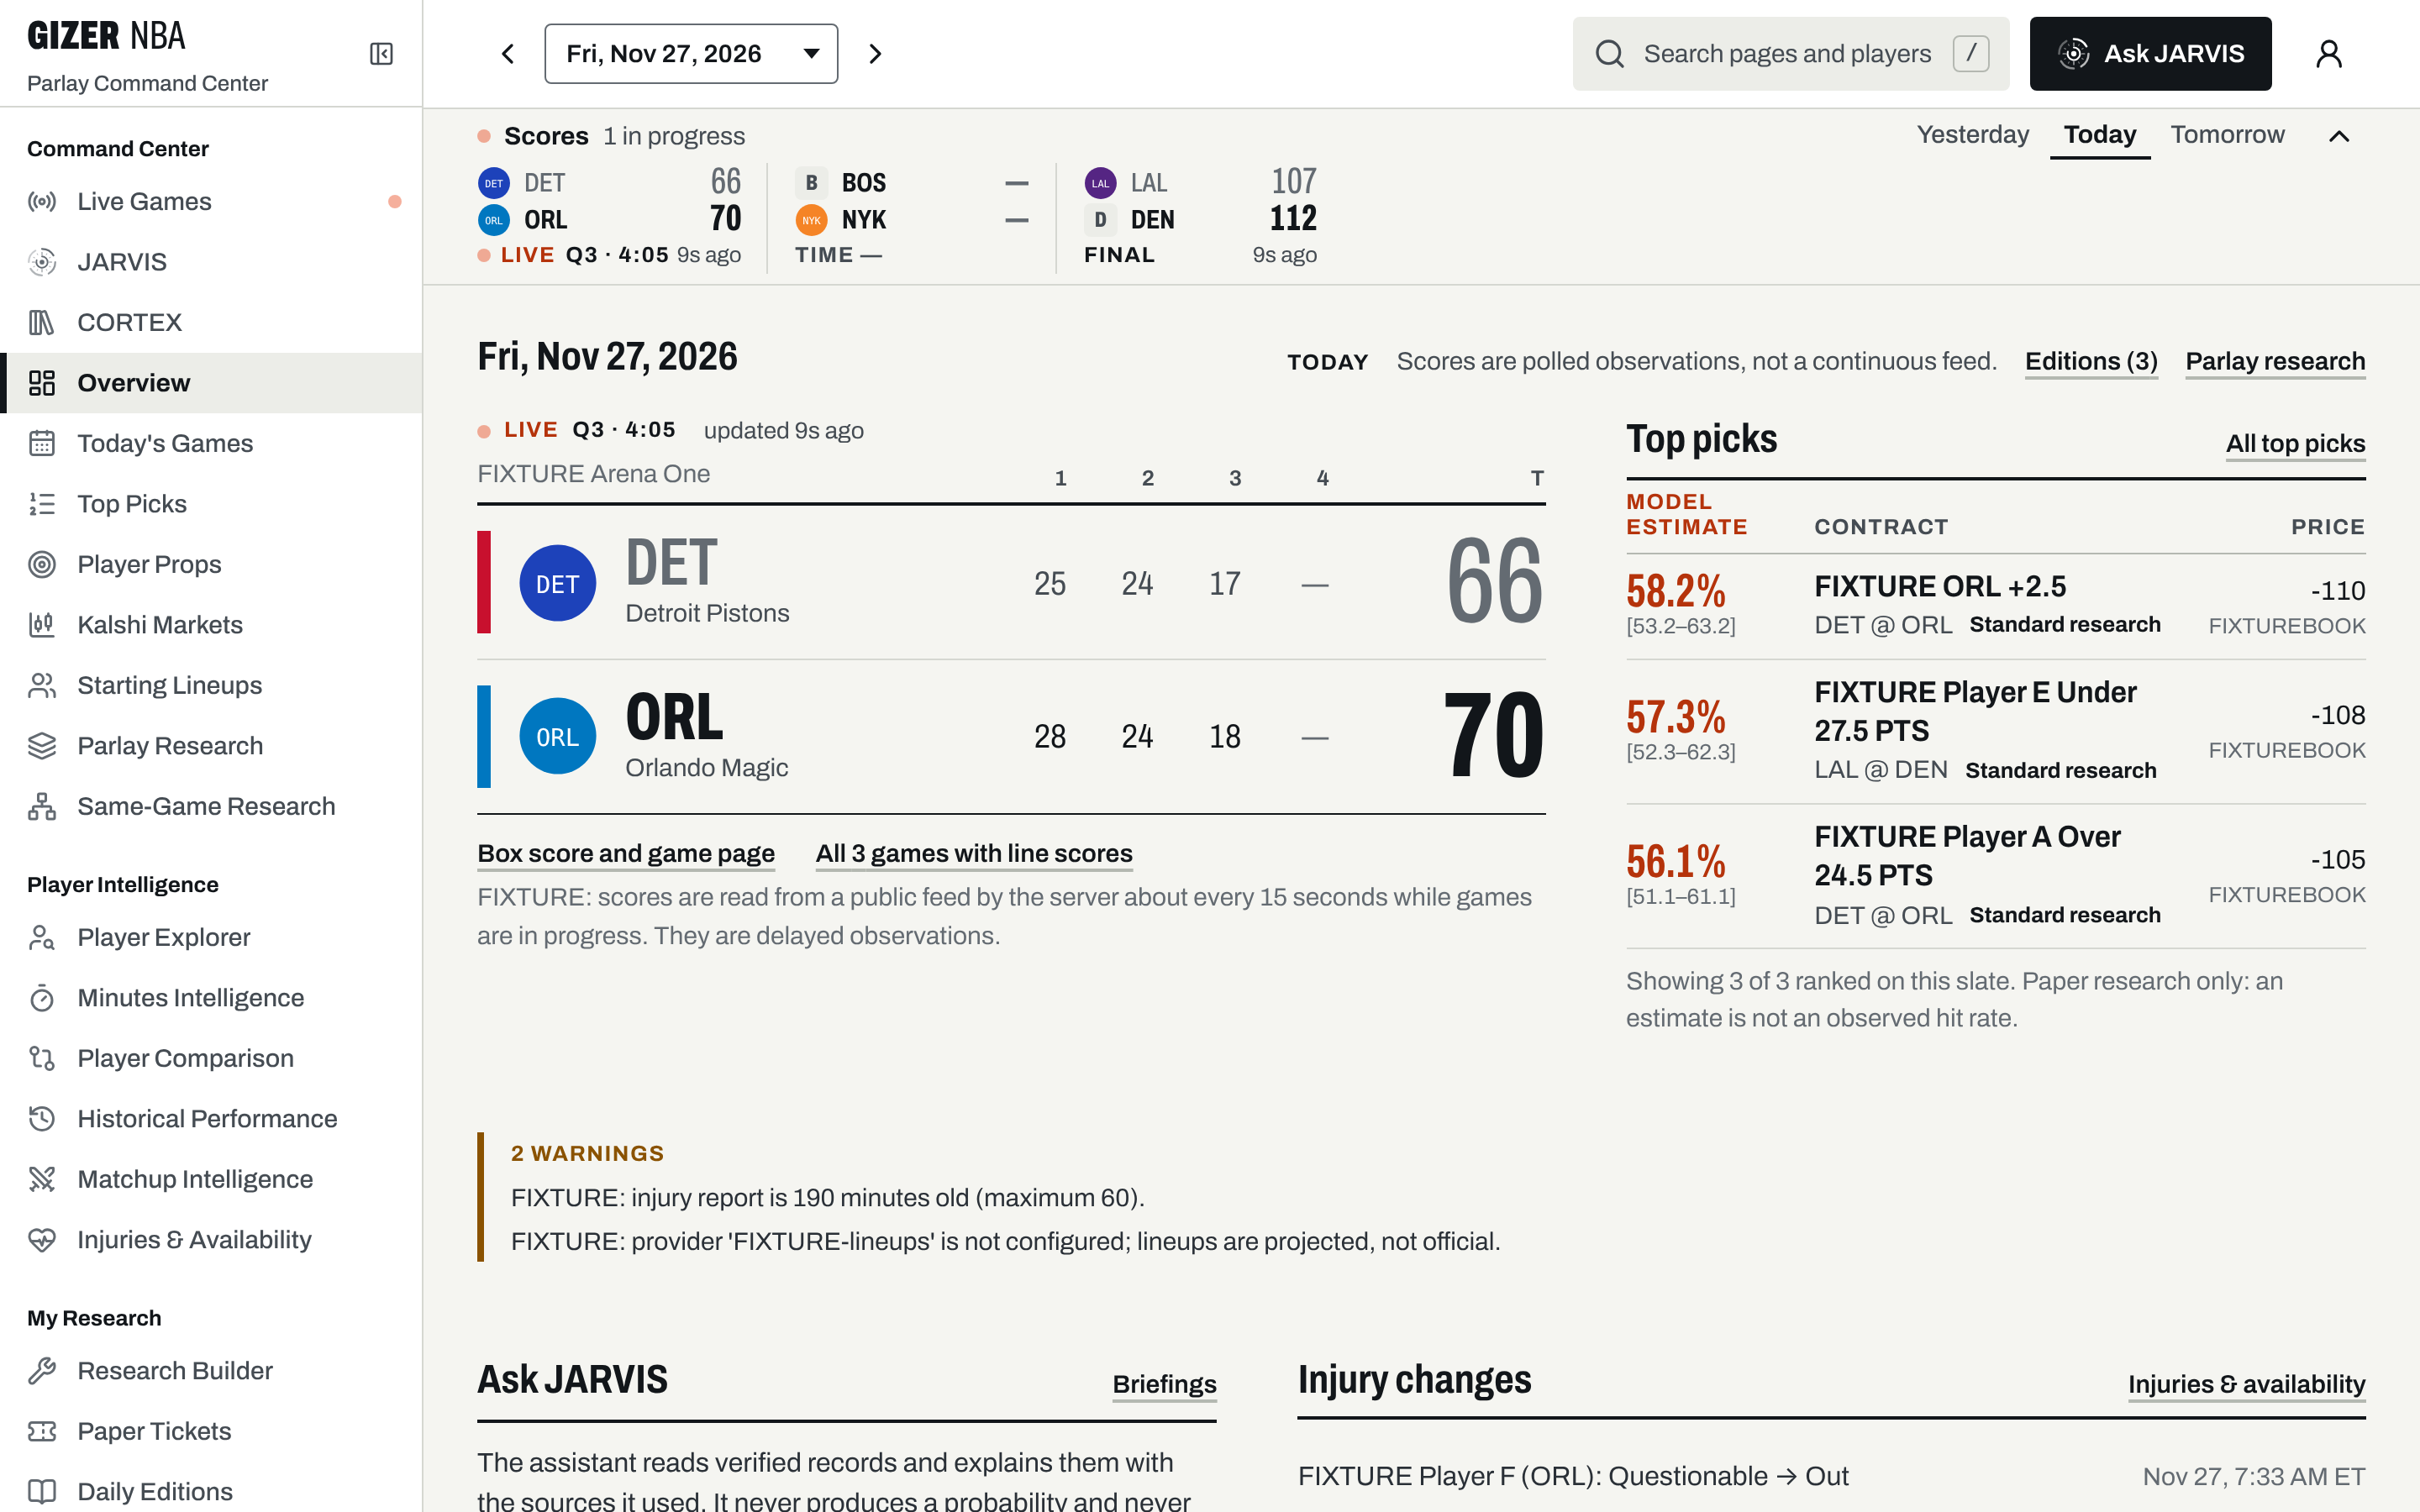 GIZER NBA
Parlay Command Center
Fri, Nov 27, 2026
Search pages and players /
Ask JARVIS
Command Center
Live Games
JARVIS
CORTEX
Overview
Today's Games
Top Picks
Player Props
Kalshi Markets
Starting Lineups
Parlay Research
Same-Game Research
Player Intelligence
Player Explorer
Minutes Intelligence
Player Comparison
Historical Performance
Matchup Intelligence
Injuries & Availability
My Research
Research Builder
Paper Tickets
Daily Editions
Scores 1 in progress
Yesterday Today Tomorrow
DET DET 66
ORL ORL 70
LIVE Q3 · 4:05 9s ago
B BOS —
NYK NYK —
TIME —
LAL LAL 107
D DEN 112
FINAL 9s ago
Fri, Nov 27, 2026
TODAY Scores are polled observations, not a continuous feed. Editions (3) Parlay research
LIVE Q3 · 4:05 updated 9s ago
FIXTURE Arena One 1 2 3 4 T
DET DET 25 24 17 — 66
Detroit Pistons
ORL ORL 28 24 18 — 70
Orlando Magic
Box score and game page All 3 games with line scores
FIXTURE: scores are read from a public feed by the server about every 15 seconds while games
are in progress. They are delayed observations.
Top picks All top picks
MODEL
ESTIMATE CONTRACT PRICE
58.2% FIXTURE ORL +2.5 -110
[53.2–63.2] DET @ ORL Standard research FIXTUREBOOK
57.3% FIXTURE Player E Under
27.5 PTS -108
[52.3–62.3] LAL @ DEN Standard research FIXTUREBOOK
56.1% FIXTURE Player A Over
24.5 PTS -105
[51.1–61.1] DET @ ORL Standard research FIXTUREBOOK
Showing 3 of 3 ranked on this slate. Paper research only: an
estimate is not an observed hit rate.
2 WARNINGS
FIXTURE: injury report is 190 minutes old (maximum 60).
FIXTURE: provider 'FIXTURE-lineups' is not configured; lineups are projected, not official.
Ask JARVIS Briefings
The assistant reads verified records and explains them with
the sources it used. It never produces a probability and never
Injury changes Injuries & availability
FIXTURE Player F (ORL): Questionable → Out Nov 27, 7:33 AM ET